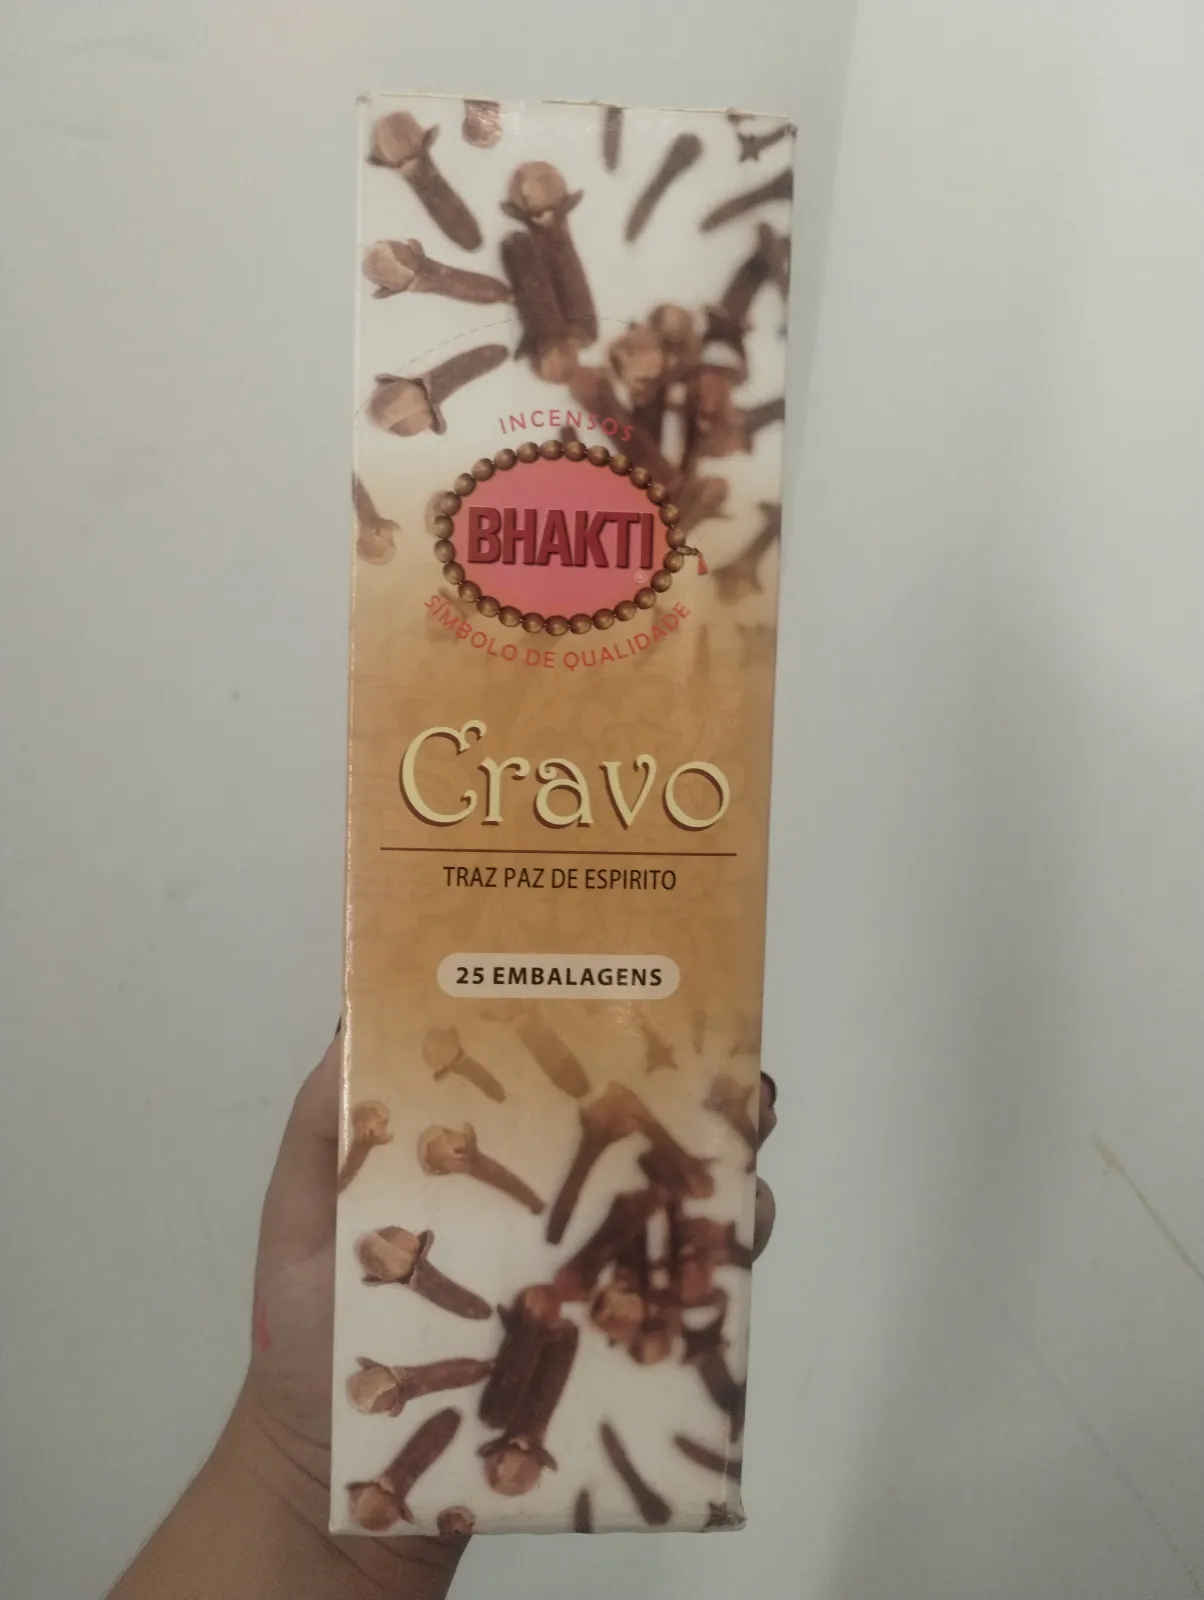 INCENSOS
BHAKTI
®
SÍMBOLO DE QUALIDADE
Cravo
TRAZ PAZ DE ESPIRITO
25 EMBALAGENS